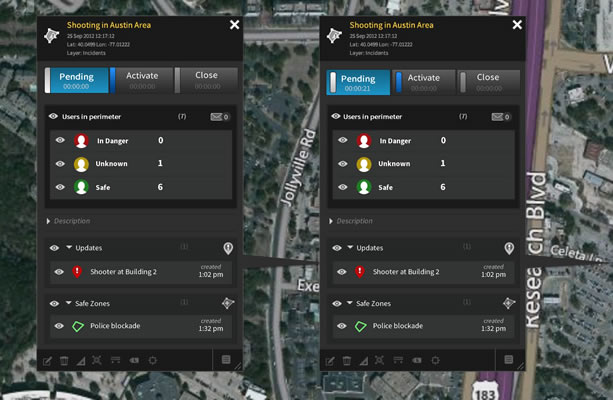 Shooting in Austin Area
25 Sep 2012 12:17:12
Lat: 40.0499 Lon: -77.01222
Layer: Incidents
Pending
00:00:00
Activate
00:00:00
Close
00:00:00
Users in perimeter (7) 0
In Danger 0
Unknown 1
Safe 6
Description
Updates (1)
Shooter at Building 2
created
1:02 pm
Safe Zones (1)
Police blockade
created
1:32 pm
Jollyville Rd
Exe
Shooting in Austin Area
25 Sep 2012 12:17:12
Lat: 40.0499 Lon: -77.01222
Layer: Incidents
Pending
00:00:21
Activate
00:00:00
Close
00:00:00
Users in perimeter (7) 0
In Danger 0
Unknown 1
Safe 6
Description
Updates (1)
Shooter at Building 2
created
1:02 pm
Safe Zones (1)
Police blockade
created
1:32 pm
Resea ch Blvd
Celeta L
183